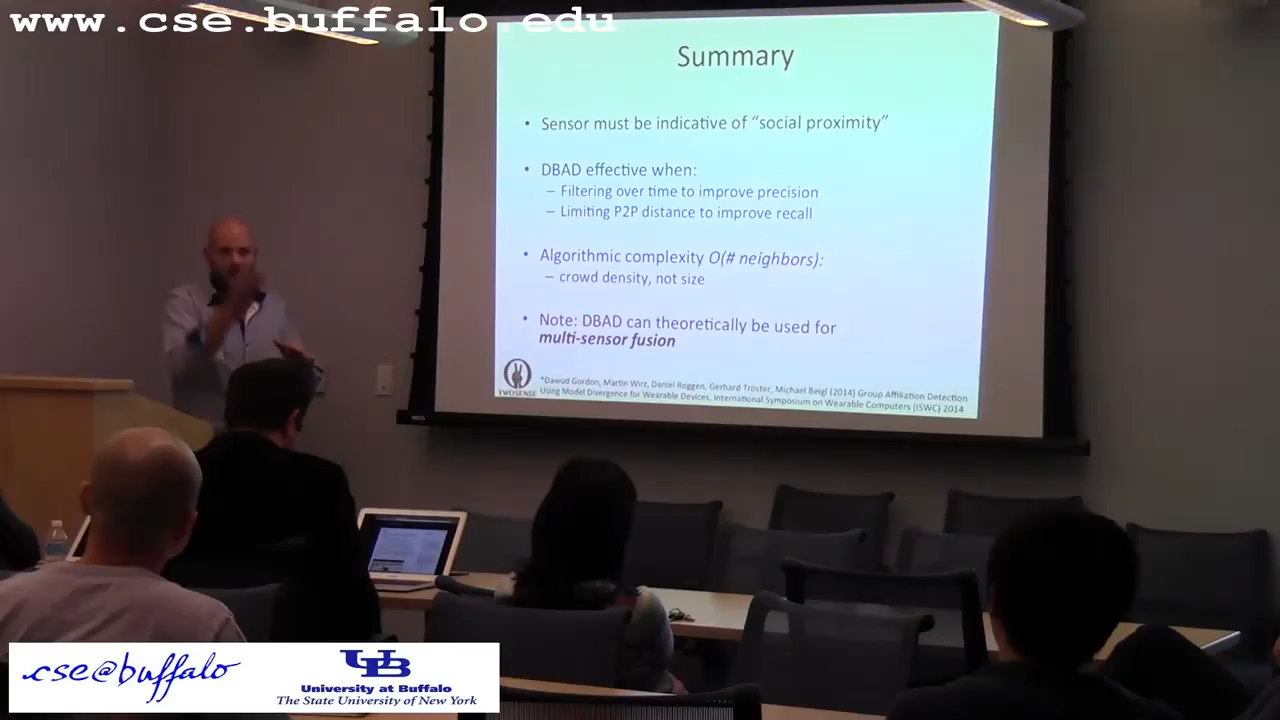 www.cse.buffalo.edu
Summary
• Sensor must be indicative of “social proximity”
• DBAD effective when:
– Filtering over time to improve precision
– Limiting P2P distance to improve recall
• Algorithmic complexity O(# neighbors):
– crowd density, not size
• Note: DBAD can theoretically be used for
multi-sensor fusion
TWOSENSE
*Dawud Gordon, Martin Wirz, Daniel Roggen, Gerhard Tröster, Michael Beigl (2014) Group Affiliation Detection
Using Model Divergence for Wearable Devices, International Symposium on Wearable Computers (ISWC) 2014
cse@buffalo
UB
University at Buffalo
The State University of New York